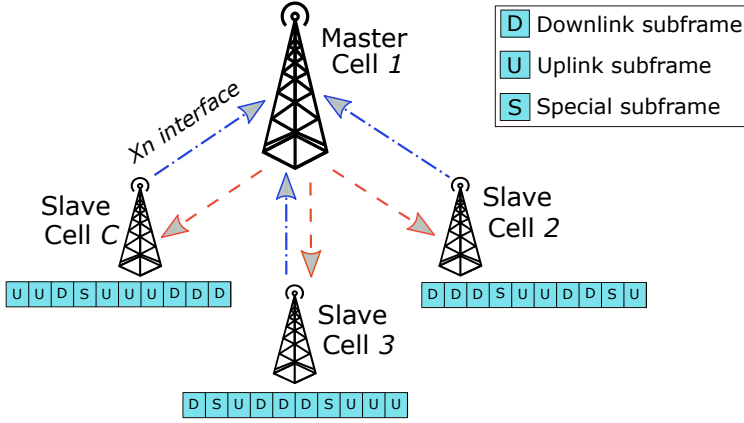 Master
Cell 1
D Downlink subframe
U Uplink subframe
S Special subframe
Xn interface
Slave
Cell C
Slave
Cell 2
U U D S U U U D D D
D D D S U U D D S U
Slave
Cell 3
D S U D D D S U U U